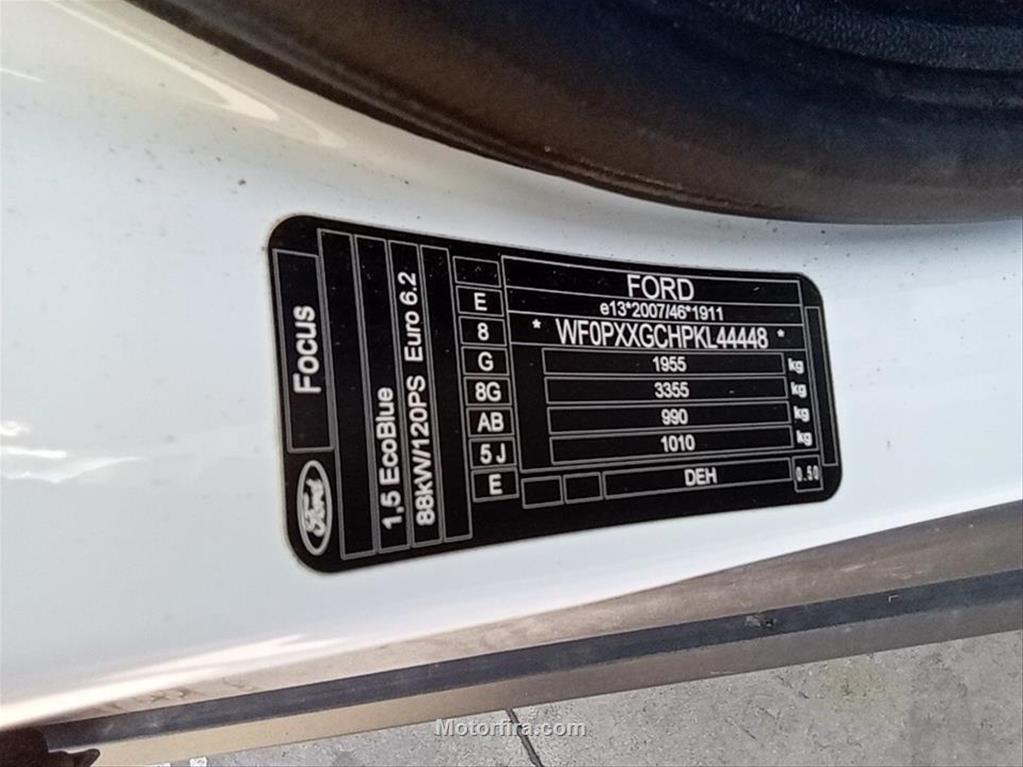 FORD
e13*2007/46*1911
* WF0PXXGCHPKL44448 *
1955 kg
3355 kg
990 kg
1010 kg
DEH 0.50
E
8
G
8G
AB
5 J
E
Focus
1,5 EcoBlue
88kW/120PS Euro 6.2
Ford
Motorfira.com